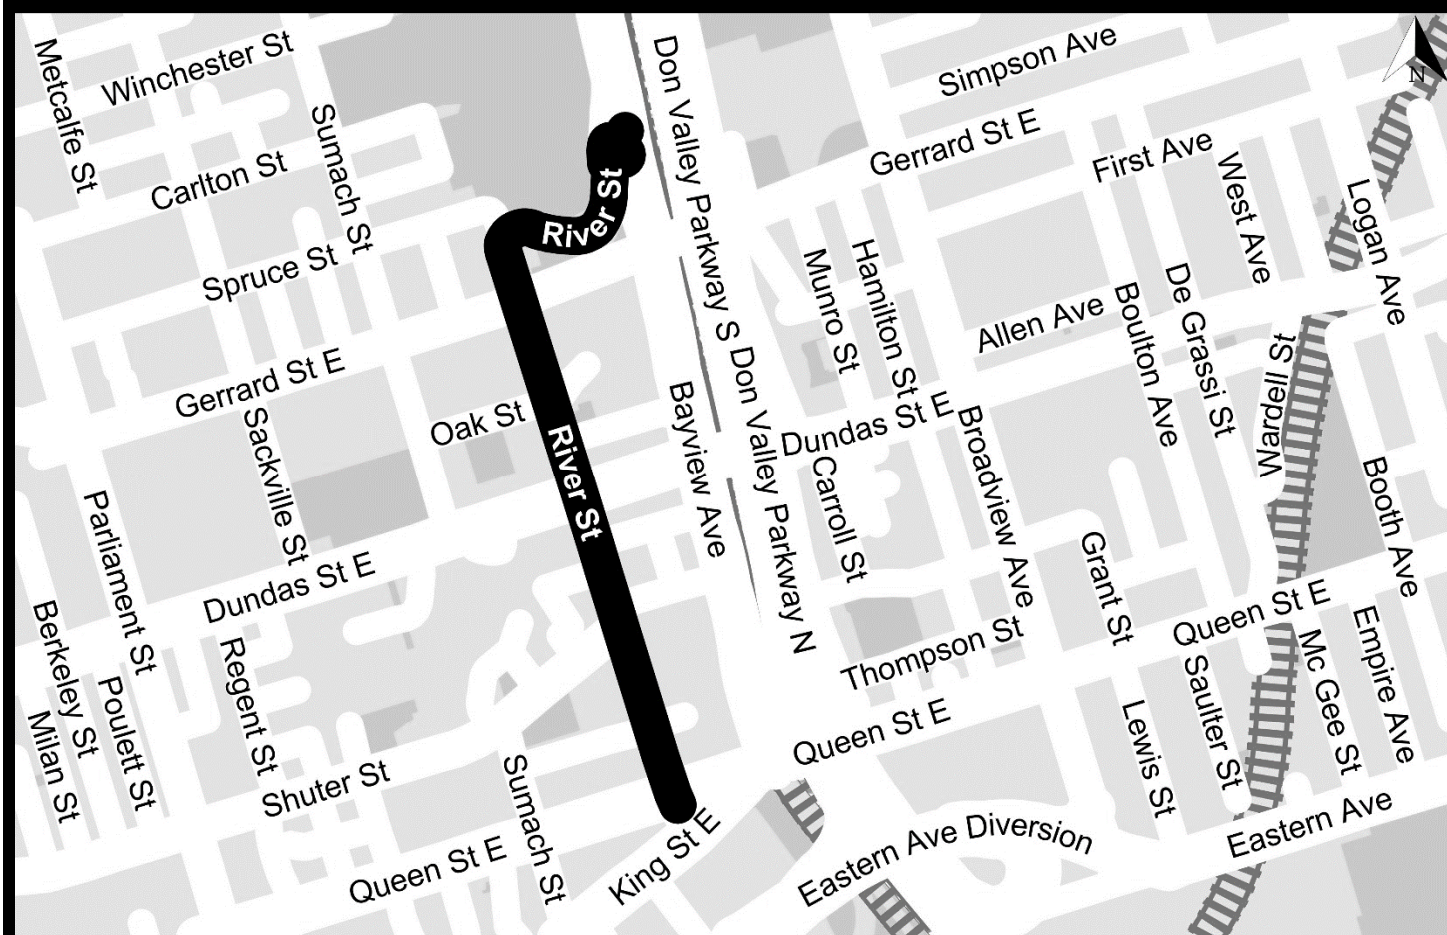 Metcalfe St
Winchester St
Sumach St
Carlton St
Spruce St
Gerrard St E
Sackville St
Oak St
Parliament St
Dundas St E
Berkeley St
Milan St
Poulett St
Regent St
Shuter St
Queen St E
Sumach St
King St E
River St
River St
Don Valley Parkway S
Don Valley Parkway N
Bayview Ave
Simpson Ave
Gerrard St E
First Ave
West Ave
Logan Ave
N
Munro St
Hamilton St
Allen Ave
Boulton Ave
De Grassi St
Wardell St
Dundas St E
Carroll St
Broadview Ave
Booth Ave
Grant St
Queen St E
Thompson St
Queen St E
Lewis St
Saulter St
Mc Gee St
Empire Ave
Eastern Ave Diversion
Eastern Ave